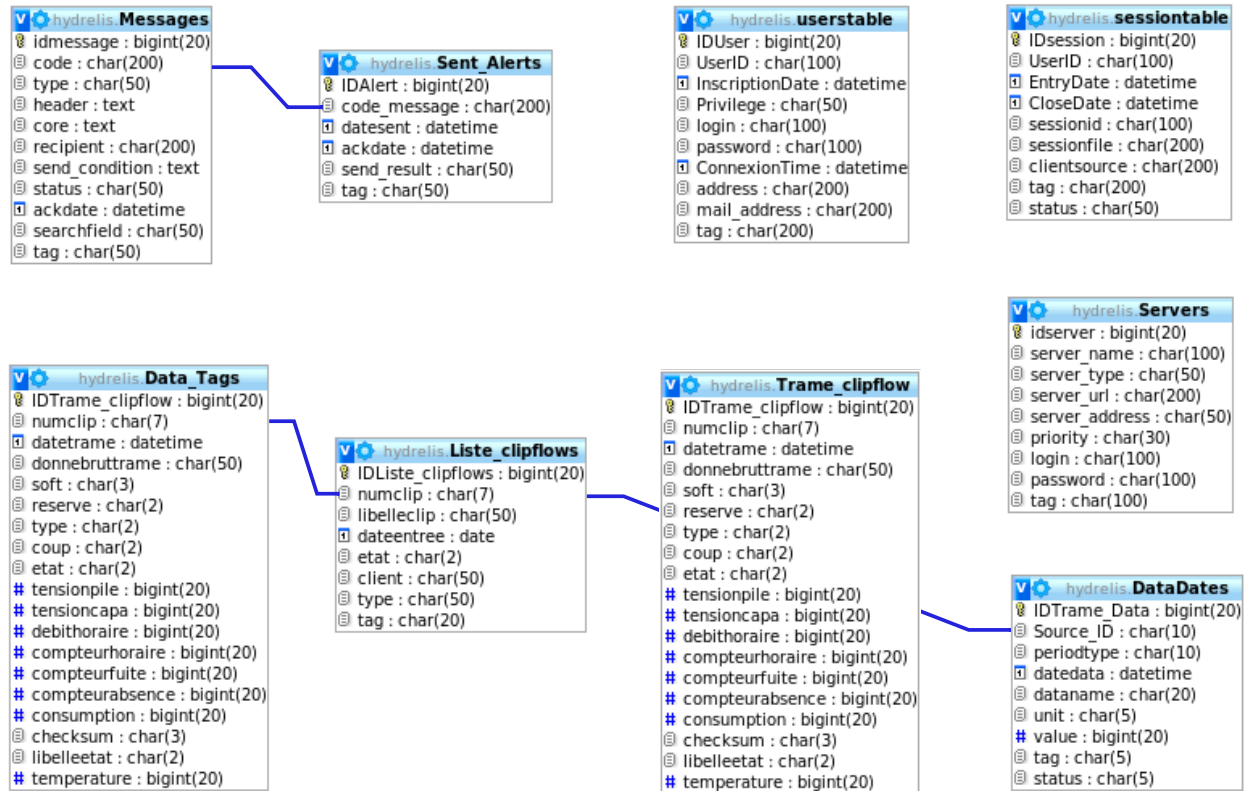 hydrelis.Messages
idmessage : bigint(20)
code : char(200)
type : char(50)
header : text
core : text
recipient : char(200)
send_condition : text
status : char(50)
ackdate : datetime
searchfield : char(50)
tag : char(50)
hydrelis.Sent_Alerts
IDAlert : bigint(20)
code_message : char(200)
datesent : datetime
ackdate : datetime
send_result : char(50)
tag : char(50)
hydrelis.userstable
IDUser : bigint(20)
UserID : char(100)
InscriptionDate : datetime
Privilege : char(50)
login : char(100)
password : char(100)
ConnexionTime : datetime
address : char(200)
mail_address : char(200)
tag : char(200)
hydrelis.sessiontable
IDsession : bigint(20)
UserID : char(100)
EntryDate : datetime
CloseDate : datetime
sessionid : char(100)
sessionfile : char(200)
clientsource : char(200)
tag : char(200)
status : char(50)
hydrelis.Data_Tags
IDTrame_clipflow : bigint(20)
numclip : char(7)
datetrame : datetime
donnebruttrame : char(50)
soft : char(3)
reserve : char(2)
type : char(2)
coup : char(2)
etat : char(2)
tensionpile : bigint(20)
tensioncapa : bigint(20)
debithoraire : bigint(20)
compteurhoraire : bigint(20)
compteurfuite : bigint(20)
compteurabsence : bigint(20)
consumption : bigint(20)
checksum : char(3)
libelleetat : char(2)
temperature : bigint(20)
hydrelis.Liste_clipflows
IDListe_clipflows : bigint(20)
numclip : char(7)
libelleclip : char(50)
dateentree : date
etat : char(2)
client : char(50)
type : char(50)
tag : char(20)
hydrelis.Trame_clipflow
IDTrame_clipflow : bigint(20)
numclip : char(7)
datetrame : datetime
donnebruttrame : char(50)
soft : char(3)
reserve : char(2)
type : char(2)
coup : char(2)
etat : char(2)
tensionpile : bigint(20)
tensioncapa : bigint(20)
debithoraire : bigint(20)
compteurhoraire : bigint(20)
compteurfuite : bigint(20)
compteurabsence : bigint(20)
consumption : bigint(20)
checksum : char(3)
libelleetat : char(2)
temperature : bigint(20)
hydrelis.Servers
idserver : bigint(20)
server_name : char(100)
server_type : char(50)
server_url : char(200)
server_address : char(50)
priority : char(30)
login : char(100)
password : char(100)
tag : char(100)
hydrelis.DataDates
IDTrame_Data : bigint(20)
Source_ID : char(10)
periodtype : char(10)
datedata : datetime
dataname : char(20)
unit : char(5)
value : bigint(20)
tag : char(5)
status : char(5)